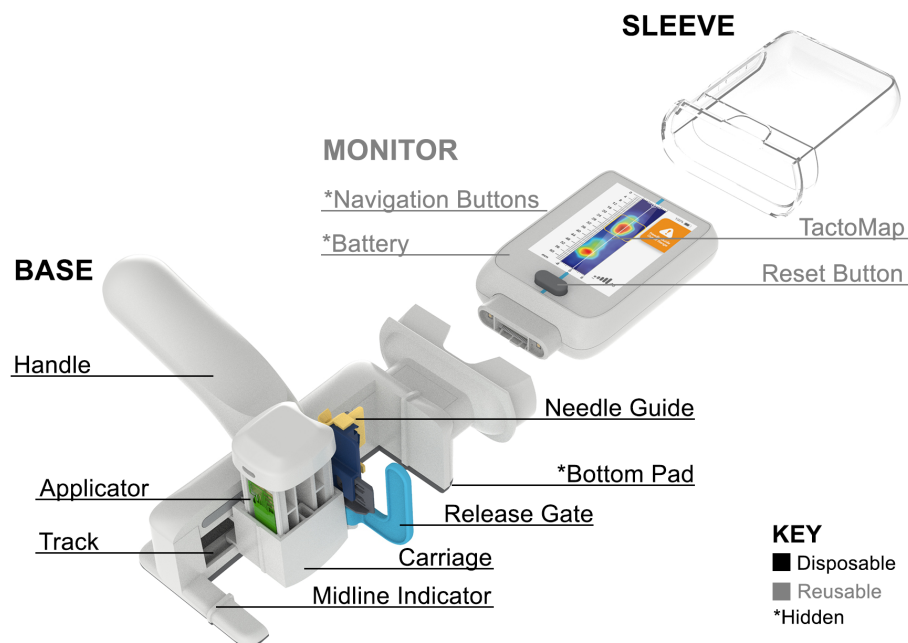 SLEEVE
MONITOR
*Navigation Buttons
*Battery
TactoMap
Reset Button
BASE
Handle
Needle Guide
*Bottom Pad
Applicator
Release Gate
Track
Carriage
Midline Indicator
KEY
Disposable
Reusable
*Hidden